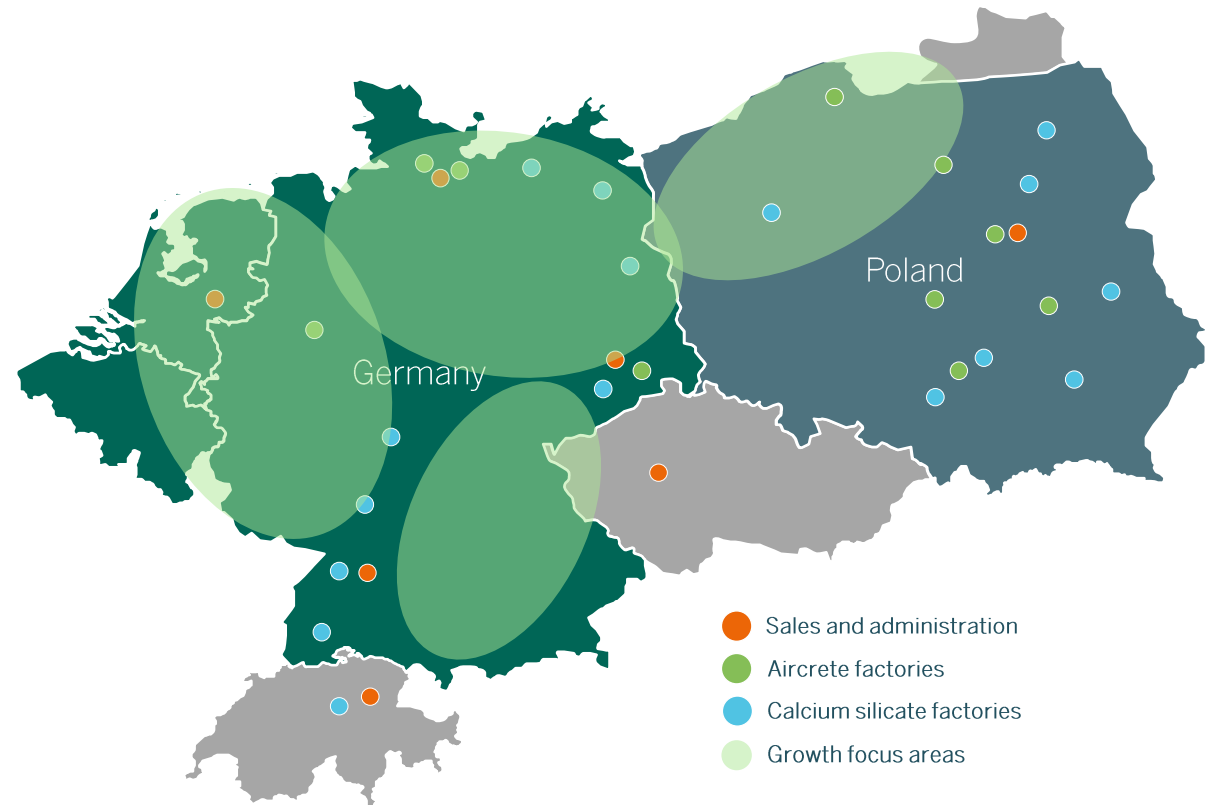 Poland
Germany
Sales and administration
Aircrete factories
Calcium silicate factories
Growth focus areas